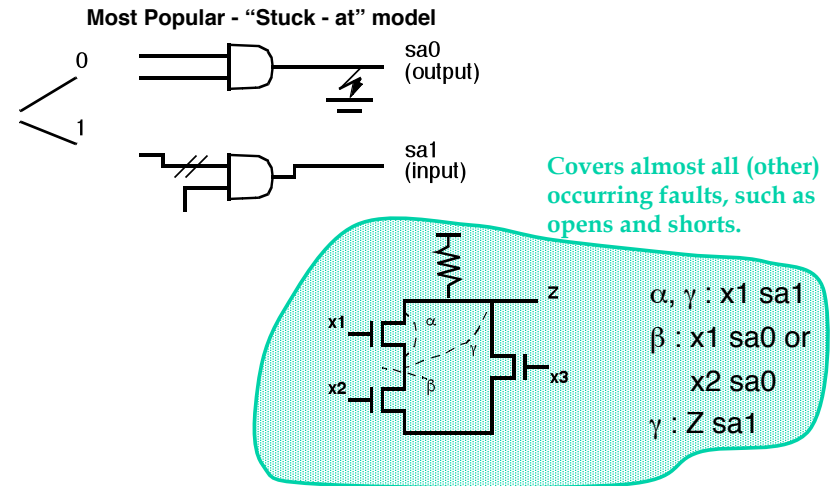 Most Popular - “Stuck - at” model
0
1
sa0
(output)
sa1
(input)
Covers almost all (other)
occurring faults, such as
opens and shorts.
z
x1
α
γ
x2
β
x3
α, γ : x1 sa1
β : x1 sa0 or
x2 sa0
γ : Z sa1